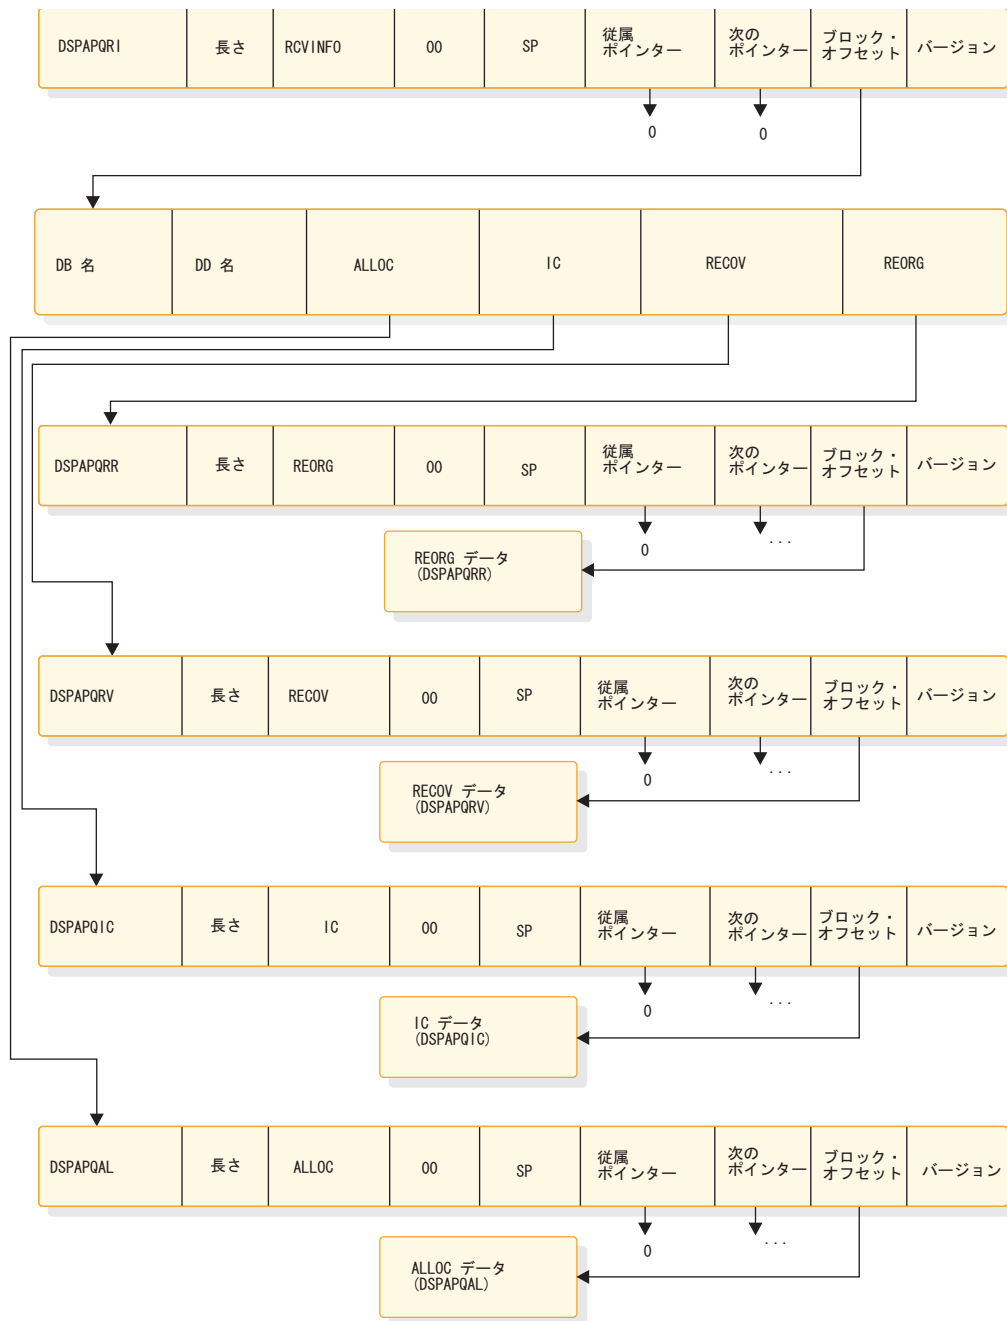 DSPAPQRI
長さ
RCVINFO
00
SP
従属
ポインター
次の
ポインター
ブロック・
オフセット
バージョン
0
0
DB 名
DD 名
ALLOC
IC
RECOV
REORG
DSPAPQRR
長さ
REORG
00
SP
従属
ポインター
次の
ポインター
ブロック・
オフセット
バージョン
0
...
REORG データ
(DSPAPQRR)
DSPAPQRV
長さ
RECOV
00
SP
従属
ポインター
次の
ポインター
ブロック・
オフセット
バージョン
0
...
RECOV データ
(DSPAPQRV)
DSPAPQIC
長さ
IC
00
SP
従属
ポインター
次の
ポインター
ブロック・
オフセット
バージョン
0
...
IC データ
(DSPAPQIC)
DSPAPQAL
長さ
ALLOC
00
SP
従属
ポインター
次の
ポインター
ブロック・
オフセット
バージョン
0
...
ALLOC データ
(DSPAPQAL)